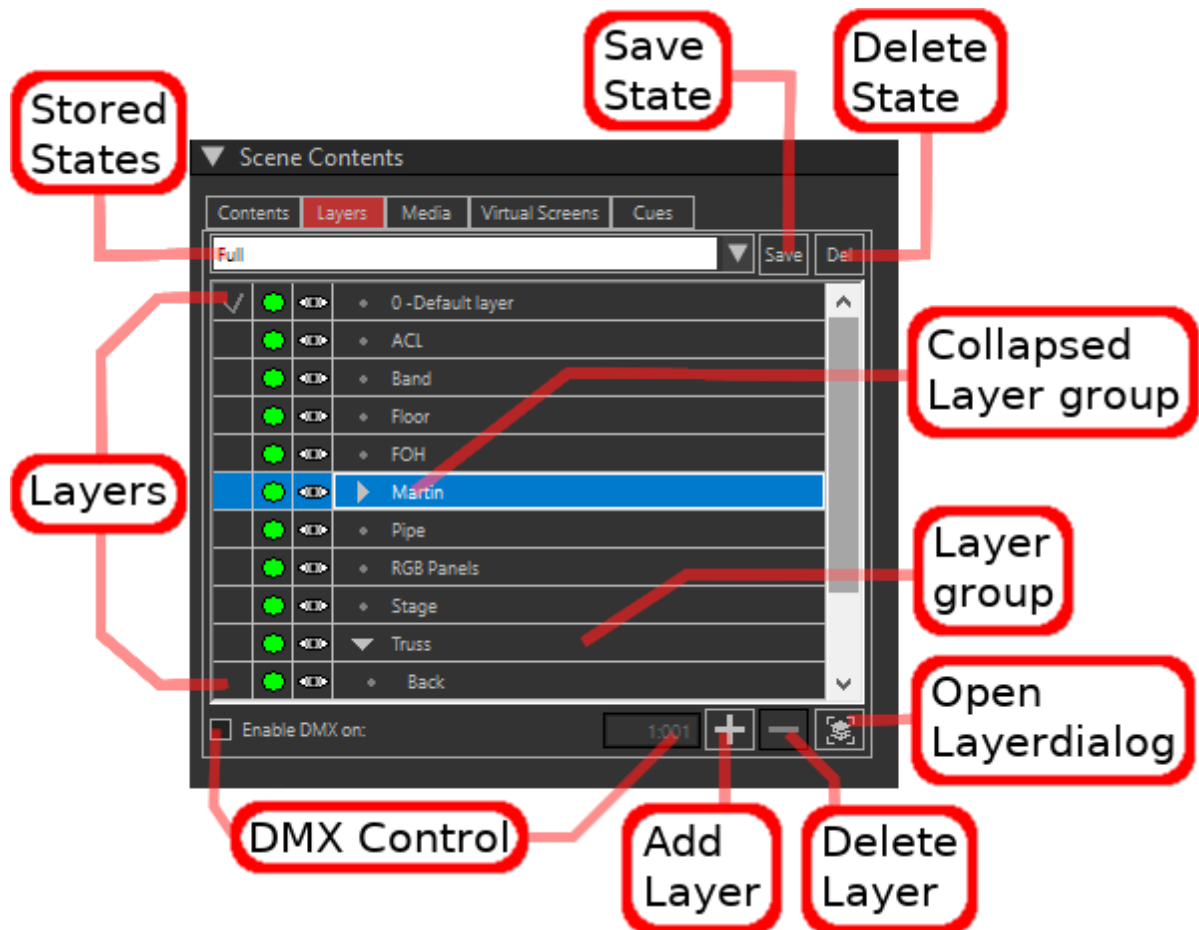 Save
State
Delete
State
Stored
States
Scene Contents
Contents
Layers
Media
Virtual Screens
Cues
Full
Save
Del
0 -Default layer
ACL
Band
Floor
FOH
Martin
Pipe
RGB Panels
Stage
Truss
Back
Enable DMX on:
1:001
Layers
Collapsed
Layer group
Layer
group
Open
Layerdialog
DMX Control
Add
Layer
Delete
Layer